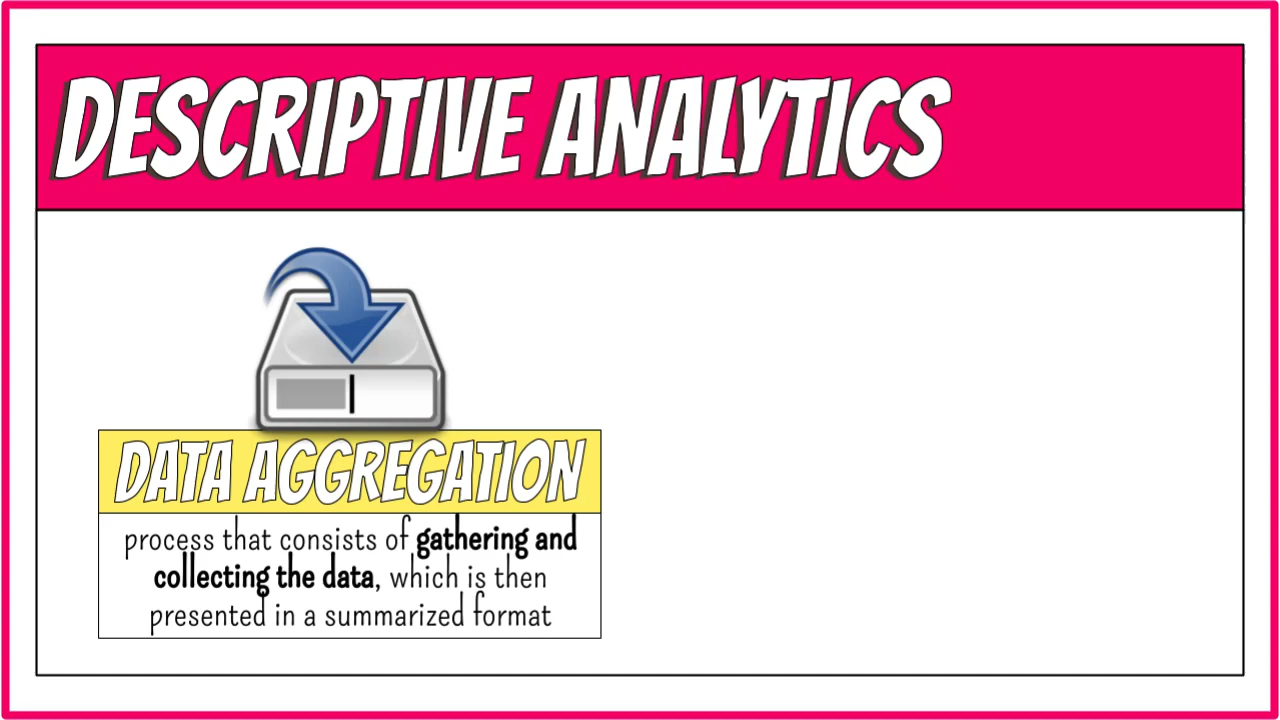 DESCRIPTIVE ANALYTICS
DATA AGGREGATION
process that consists of gathering and
collecting the data, which is then
presented in a summarized format